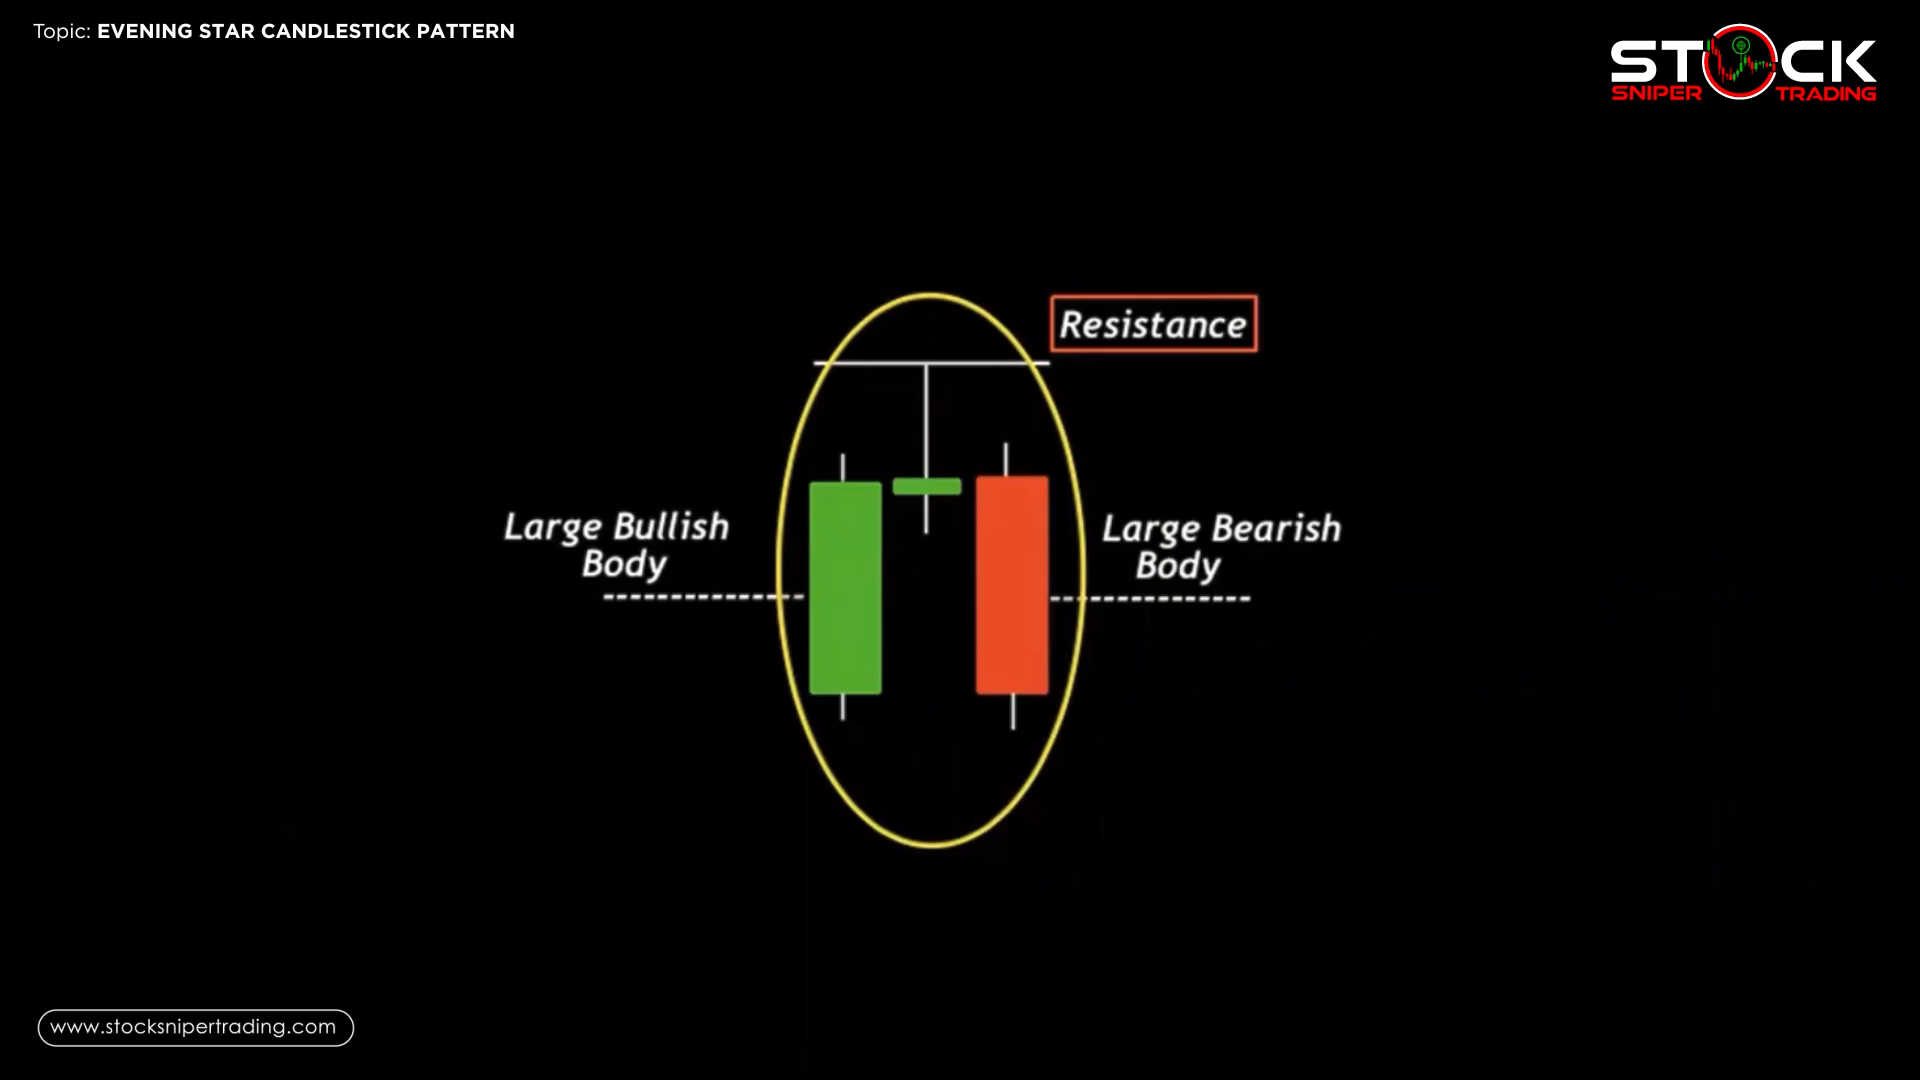 Topic: EVENING STAR CANDLESTICK PATTERN
STOCK
SNIPER TRADING
Resistance
Large Bullish
Body
Large Bearish
Body
www.stocksnipertrading.com